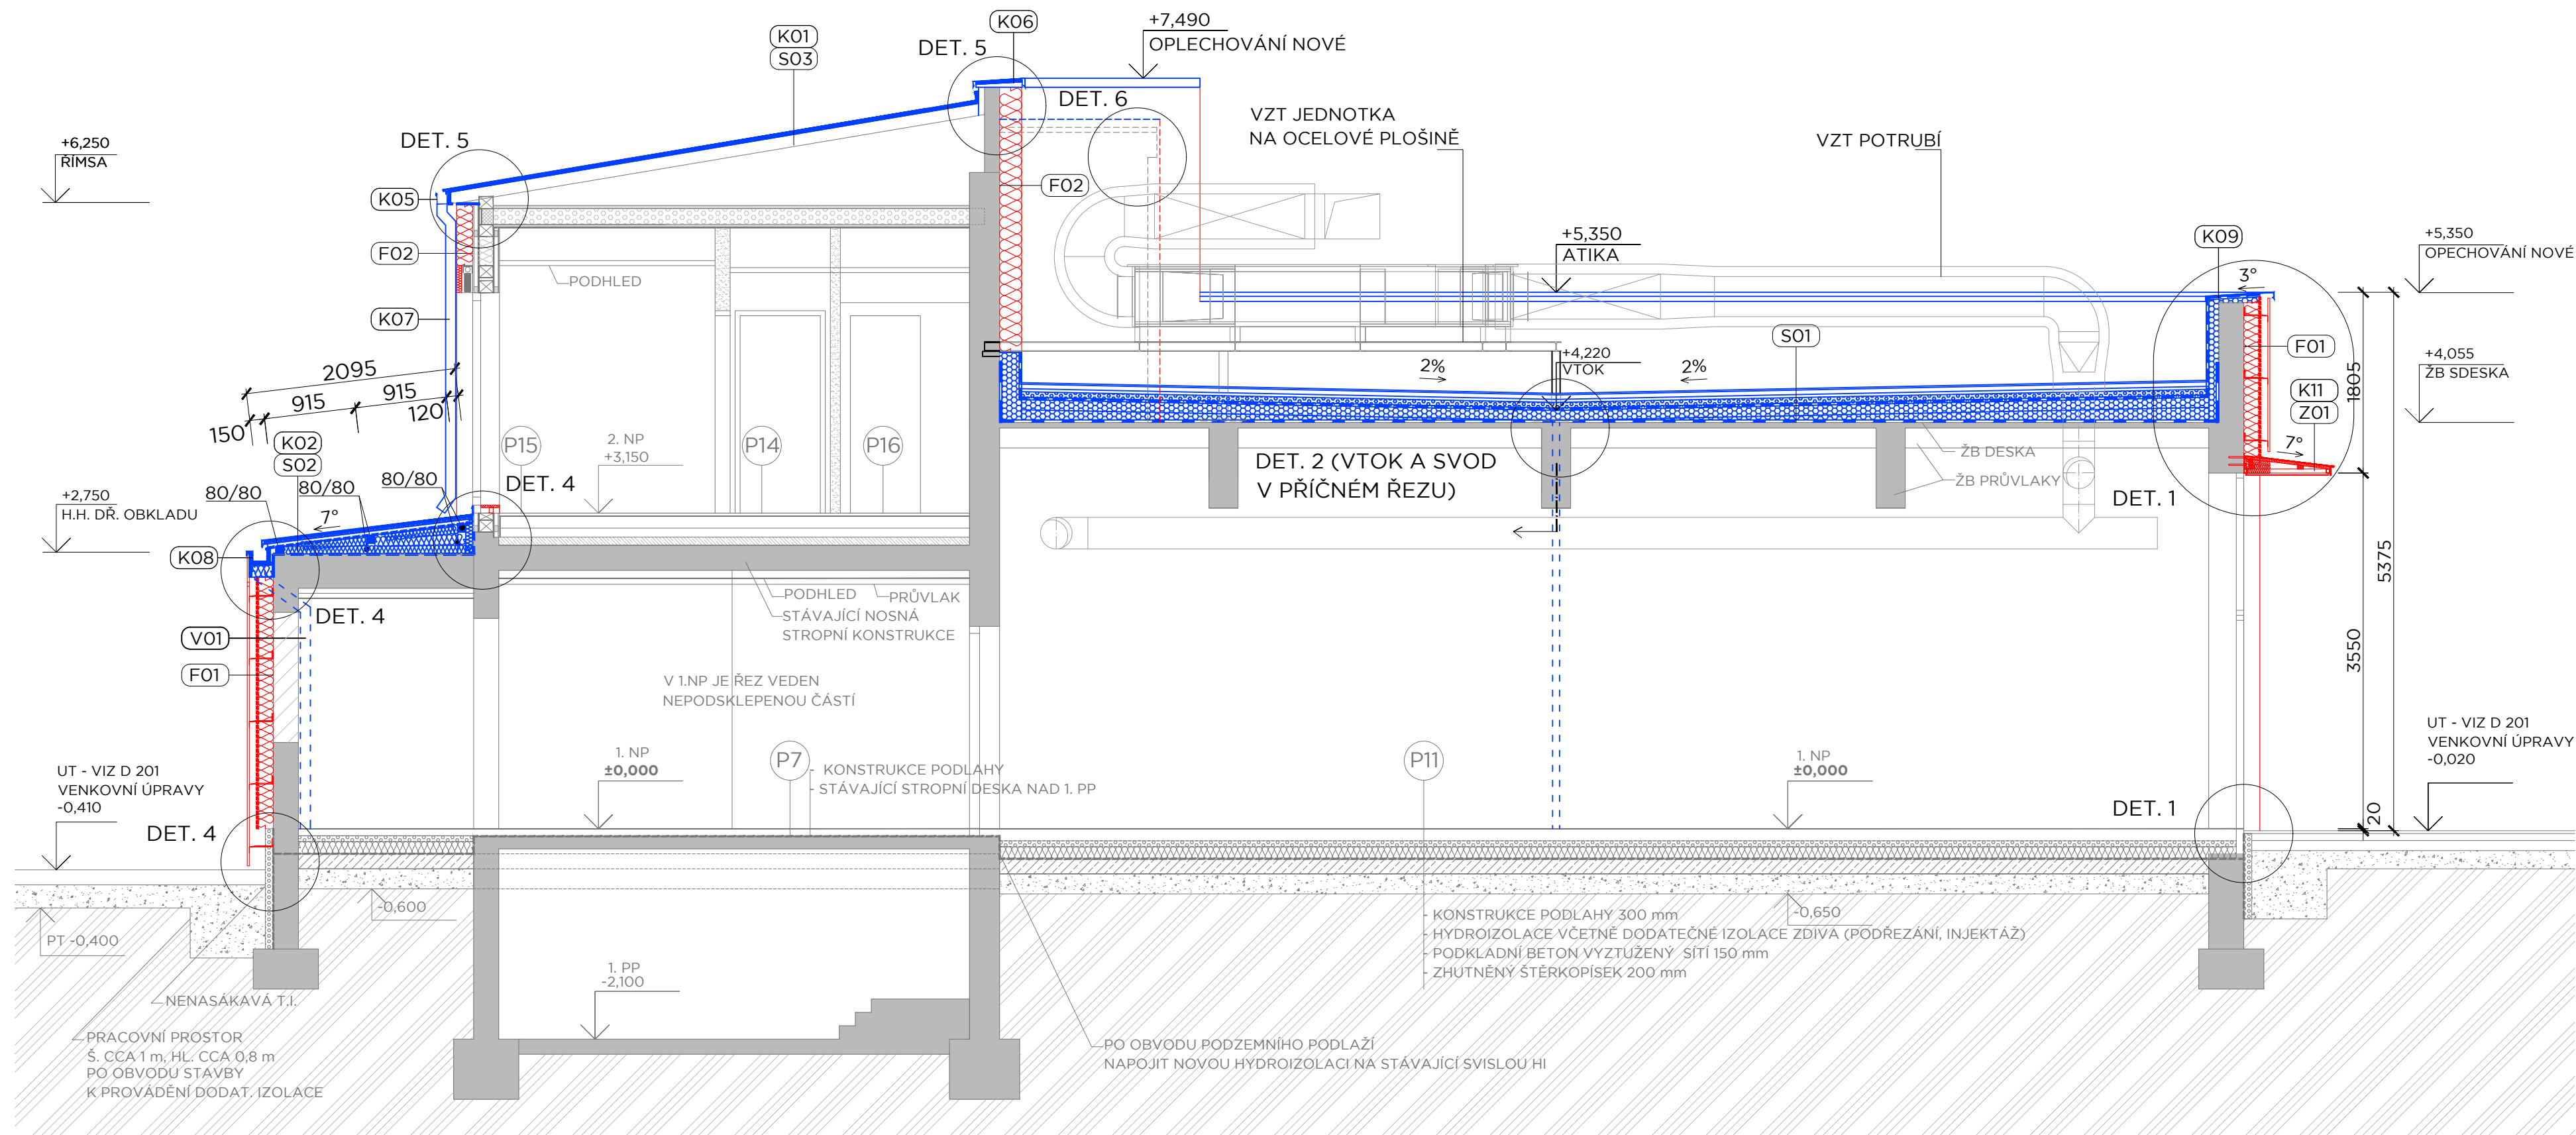 K06
+7,490
OPLECHOVÁNÍ NOVÉ
K01
S03
DET. 5
DET. 6
VZT JEDNOTKA
NA OCELOVÉ PLOŠINĚ
VZT POTRUBÍ
+6,250
ŘÍMSA
DET. 5
K05
F02
F02
PODHLED
+5,350
ATIKA
K09
3°
+5,350
OPECHOVÁNÍ NOVÉ
K07
S01
F01
1805
+4,220
VTOK
2%
2%
+4,055
ŽB SDESKA
2095
915
915
120
150
K11
Z01
7°
K02
S02
P15
2. NP
+3,150
P14
P16
DET. 2 (VTOK A SVOD
V PŘÍČNÉM ŘEZU)
ŽB DESKA
ŽB PRŮVLAKY
DET. 1
80/80
80/80
80/80
DET. 4
+2,750
H.H. DŘ. OBKLADU
7°
K08
5375
PODHLED
PRŮVLAK
STÁVAJÍCÍ NOSNÁ
STROPNÍ KONSTRUKCE
DET. 4
V01
F01
3550
V 1.NP JE ŘEZ VEDEN
NEPODSKLEPENOU ČÁSTÍ
UT - VIZ D 201
VENKOVNÍ ÚPRAVY
-0,020
UT - VIZ D 201
VENKOVNÍ ÚPRAVY
-0,410
1. NP
±0,000
P7
- KONSTRUKCE PODLAHY
- STÁVAJÍCÍ STROPNÍ DESKA NAD 1. PP
P11
1. NP
±0,000
DET. 1
20
DET. 4
-0,600
PT -0,400
-0,650
- KONSTRUKCE PODLAHY 300 mm
- HYDROIZOLACE VČETNĚ DODATEČNÉ IZOLACE ZDIVA (PODŘEZÁNÍ, INJEKTÁŽ)
- PODKLADNÍ BETON VYZTUŽENÝ SÍTÍ 150 mm
- ZHUTNĚNÝ ŠTĚRKOPÍSEK 200 mm
1. PP
-2,100
NENASÁKAVÁ T.I.
PRACOVNÍ PROSTOR
Š. CCA 1 m, HL. CCA 0,8 m
PO OBVODU STAVBY
K PROVÁDĚNÍ DODAT. IZOLACE
PO OBVODU PODZEMNÍHO PODLAŽÍ
NAPOJIT NOVOU HYDROIZOLACI NA STÁVAJÍCÍ SVISLOU HI